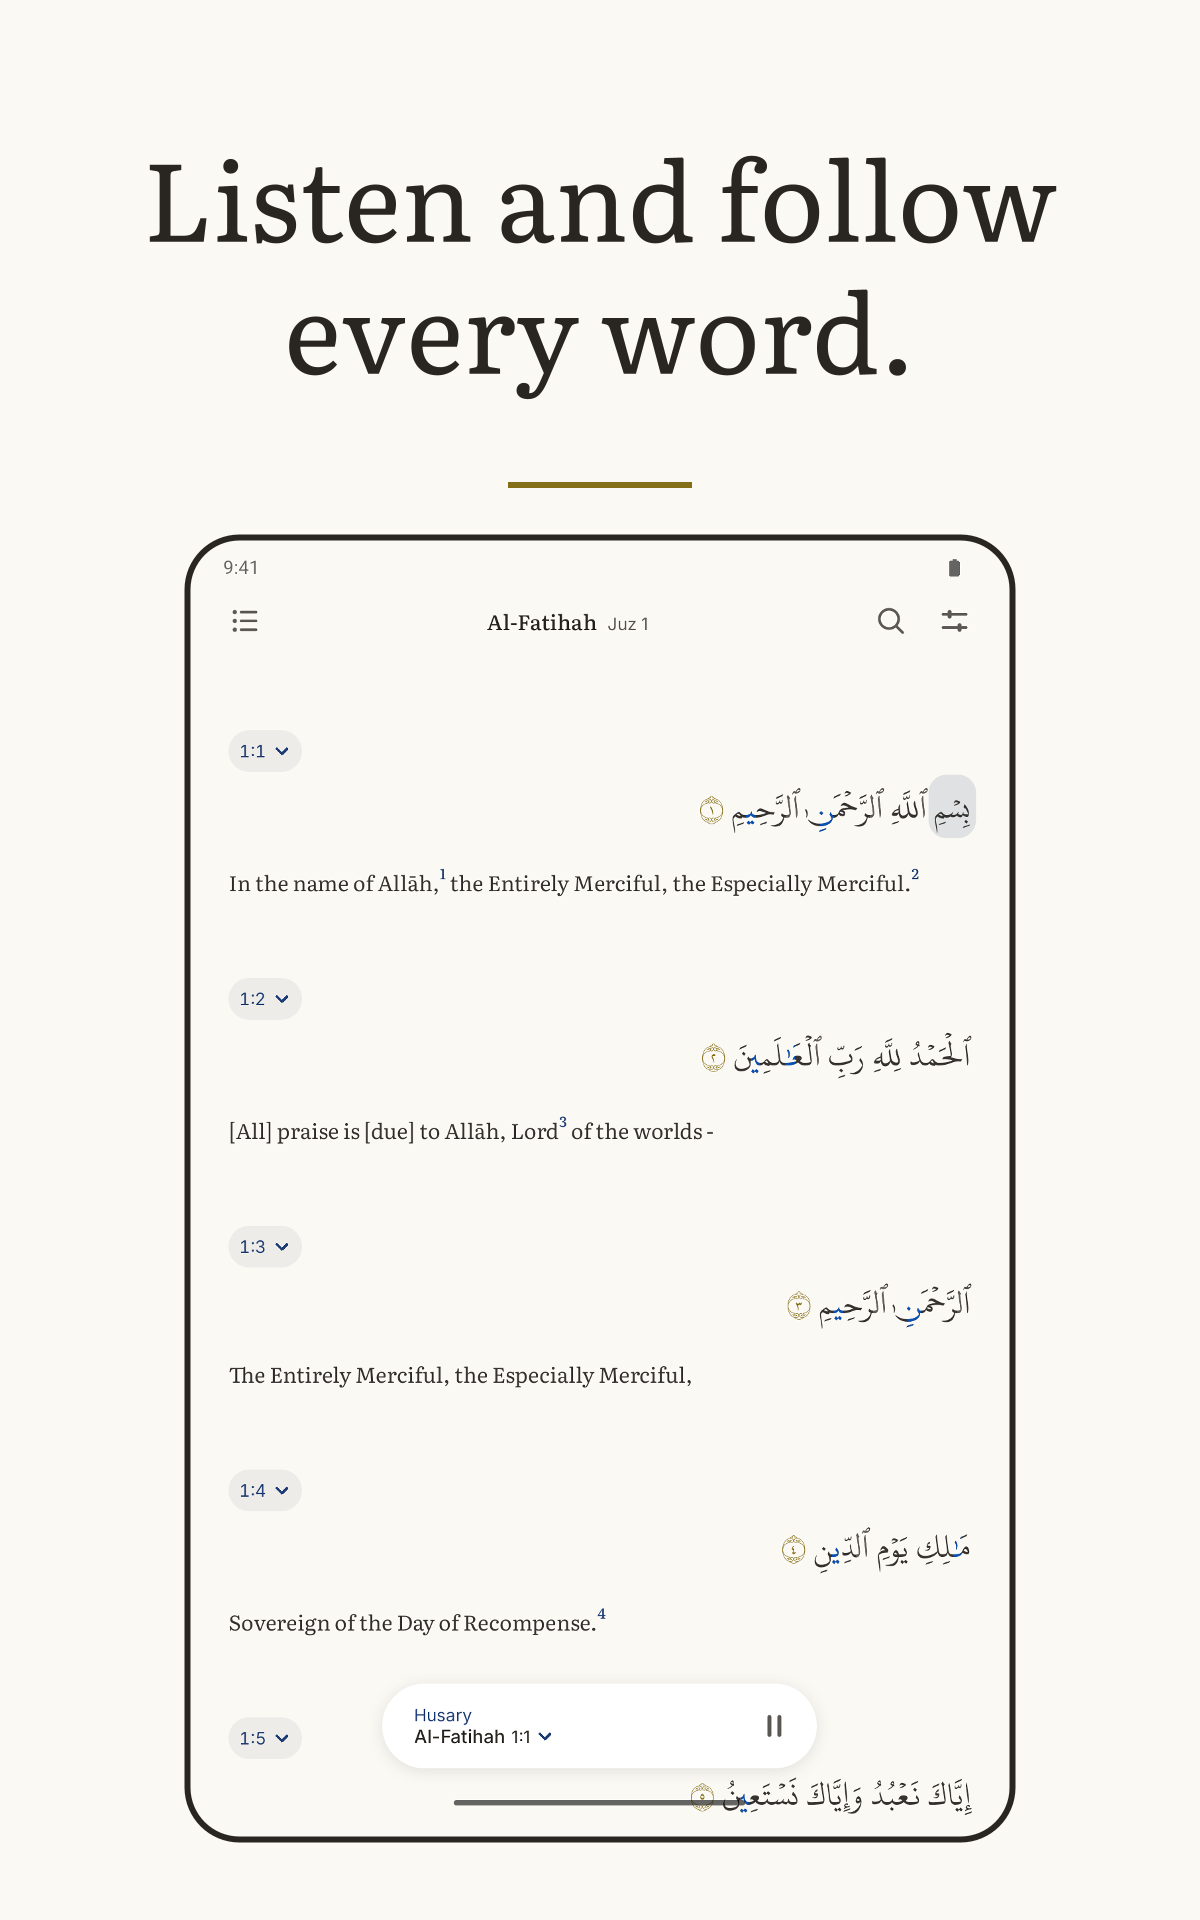 Listen and follow
every word.
9:41
Al-Fatihah Juz 1
1:1
بِسۡمِ ٱللَّهِ ٱلرَّحۡمَٰنِ ٱلرَّحِيمِ ١
In the name of Allāh,1 the Entirely Merciful, the Especially Merciful.2
1:2
ٱلۡحَمۡدُ لِلَّهِ رَبِّ ٱلۡعَٰلَمِينَ ٢
[All] praise is [due] to Allāh, Lord3 of the worlds -
1:3
ٱلرَّحۡمَٰنِ ٱلرَّحِيمِ ٣
The Entirely Merciful, the Especially Merciful,
1:4
مَٰلِكِ يَوۡمِ ٱلدِّينِ ٤
Sovereign of the Day of Recompense.4
Husary
Al-Fatihah 1:1
1:5
إِيَّاكَ نَعۡبُدُ وَإِيَّاكَ نَسۡتَعِينُ ٥